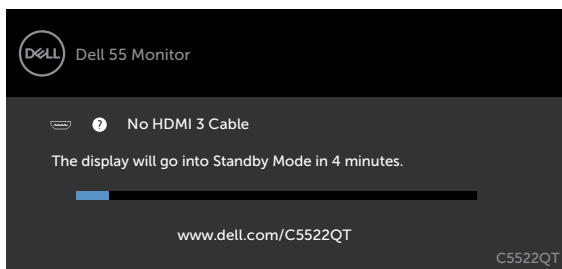 DELL
Dell 55 Monitor
? No HDMI 3 Cable
The display will go into Standby Mode in 4 minutes.
www.dell.com/C5522QT
C5522QT